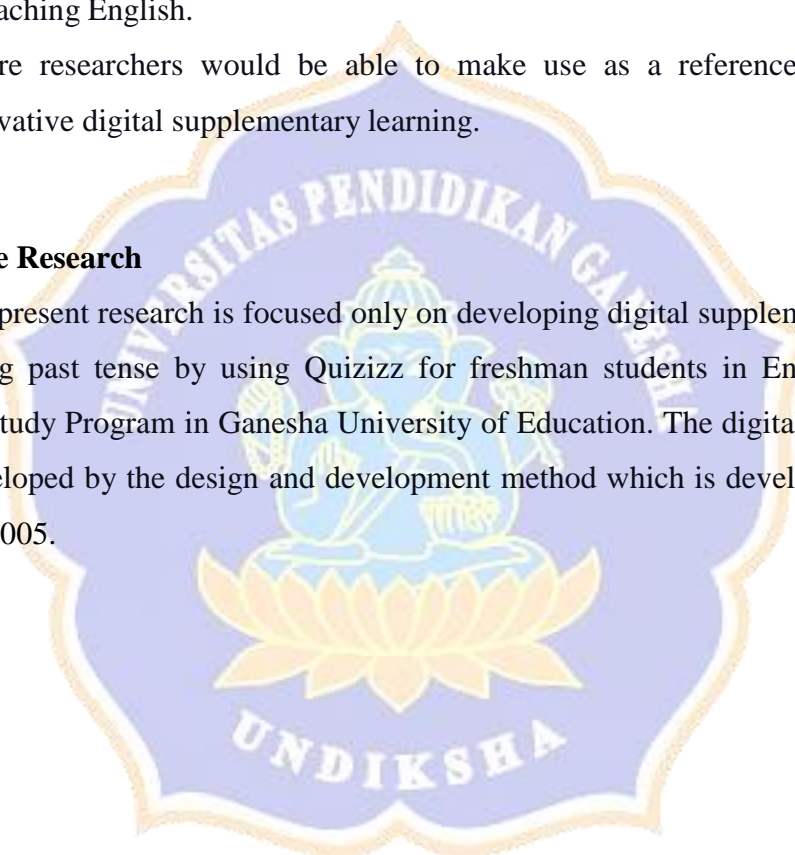 aching English.
re researchers would be able to make use as a reference
vative digital supplementary learning.
UNIVERSITAS PENDIDIKAN GANESHA
e Research
present research is focused only on developing digital supplem
g past tense by using Quizizz for freshman students in En
tudy Program in Ganesha University of Education. The digita
eloped by the design and development method which is devel
005.
UNDIKSHA